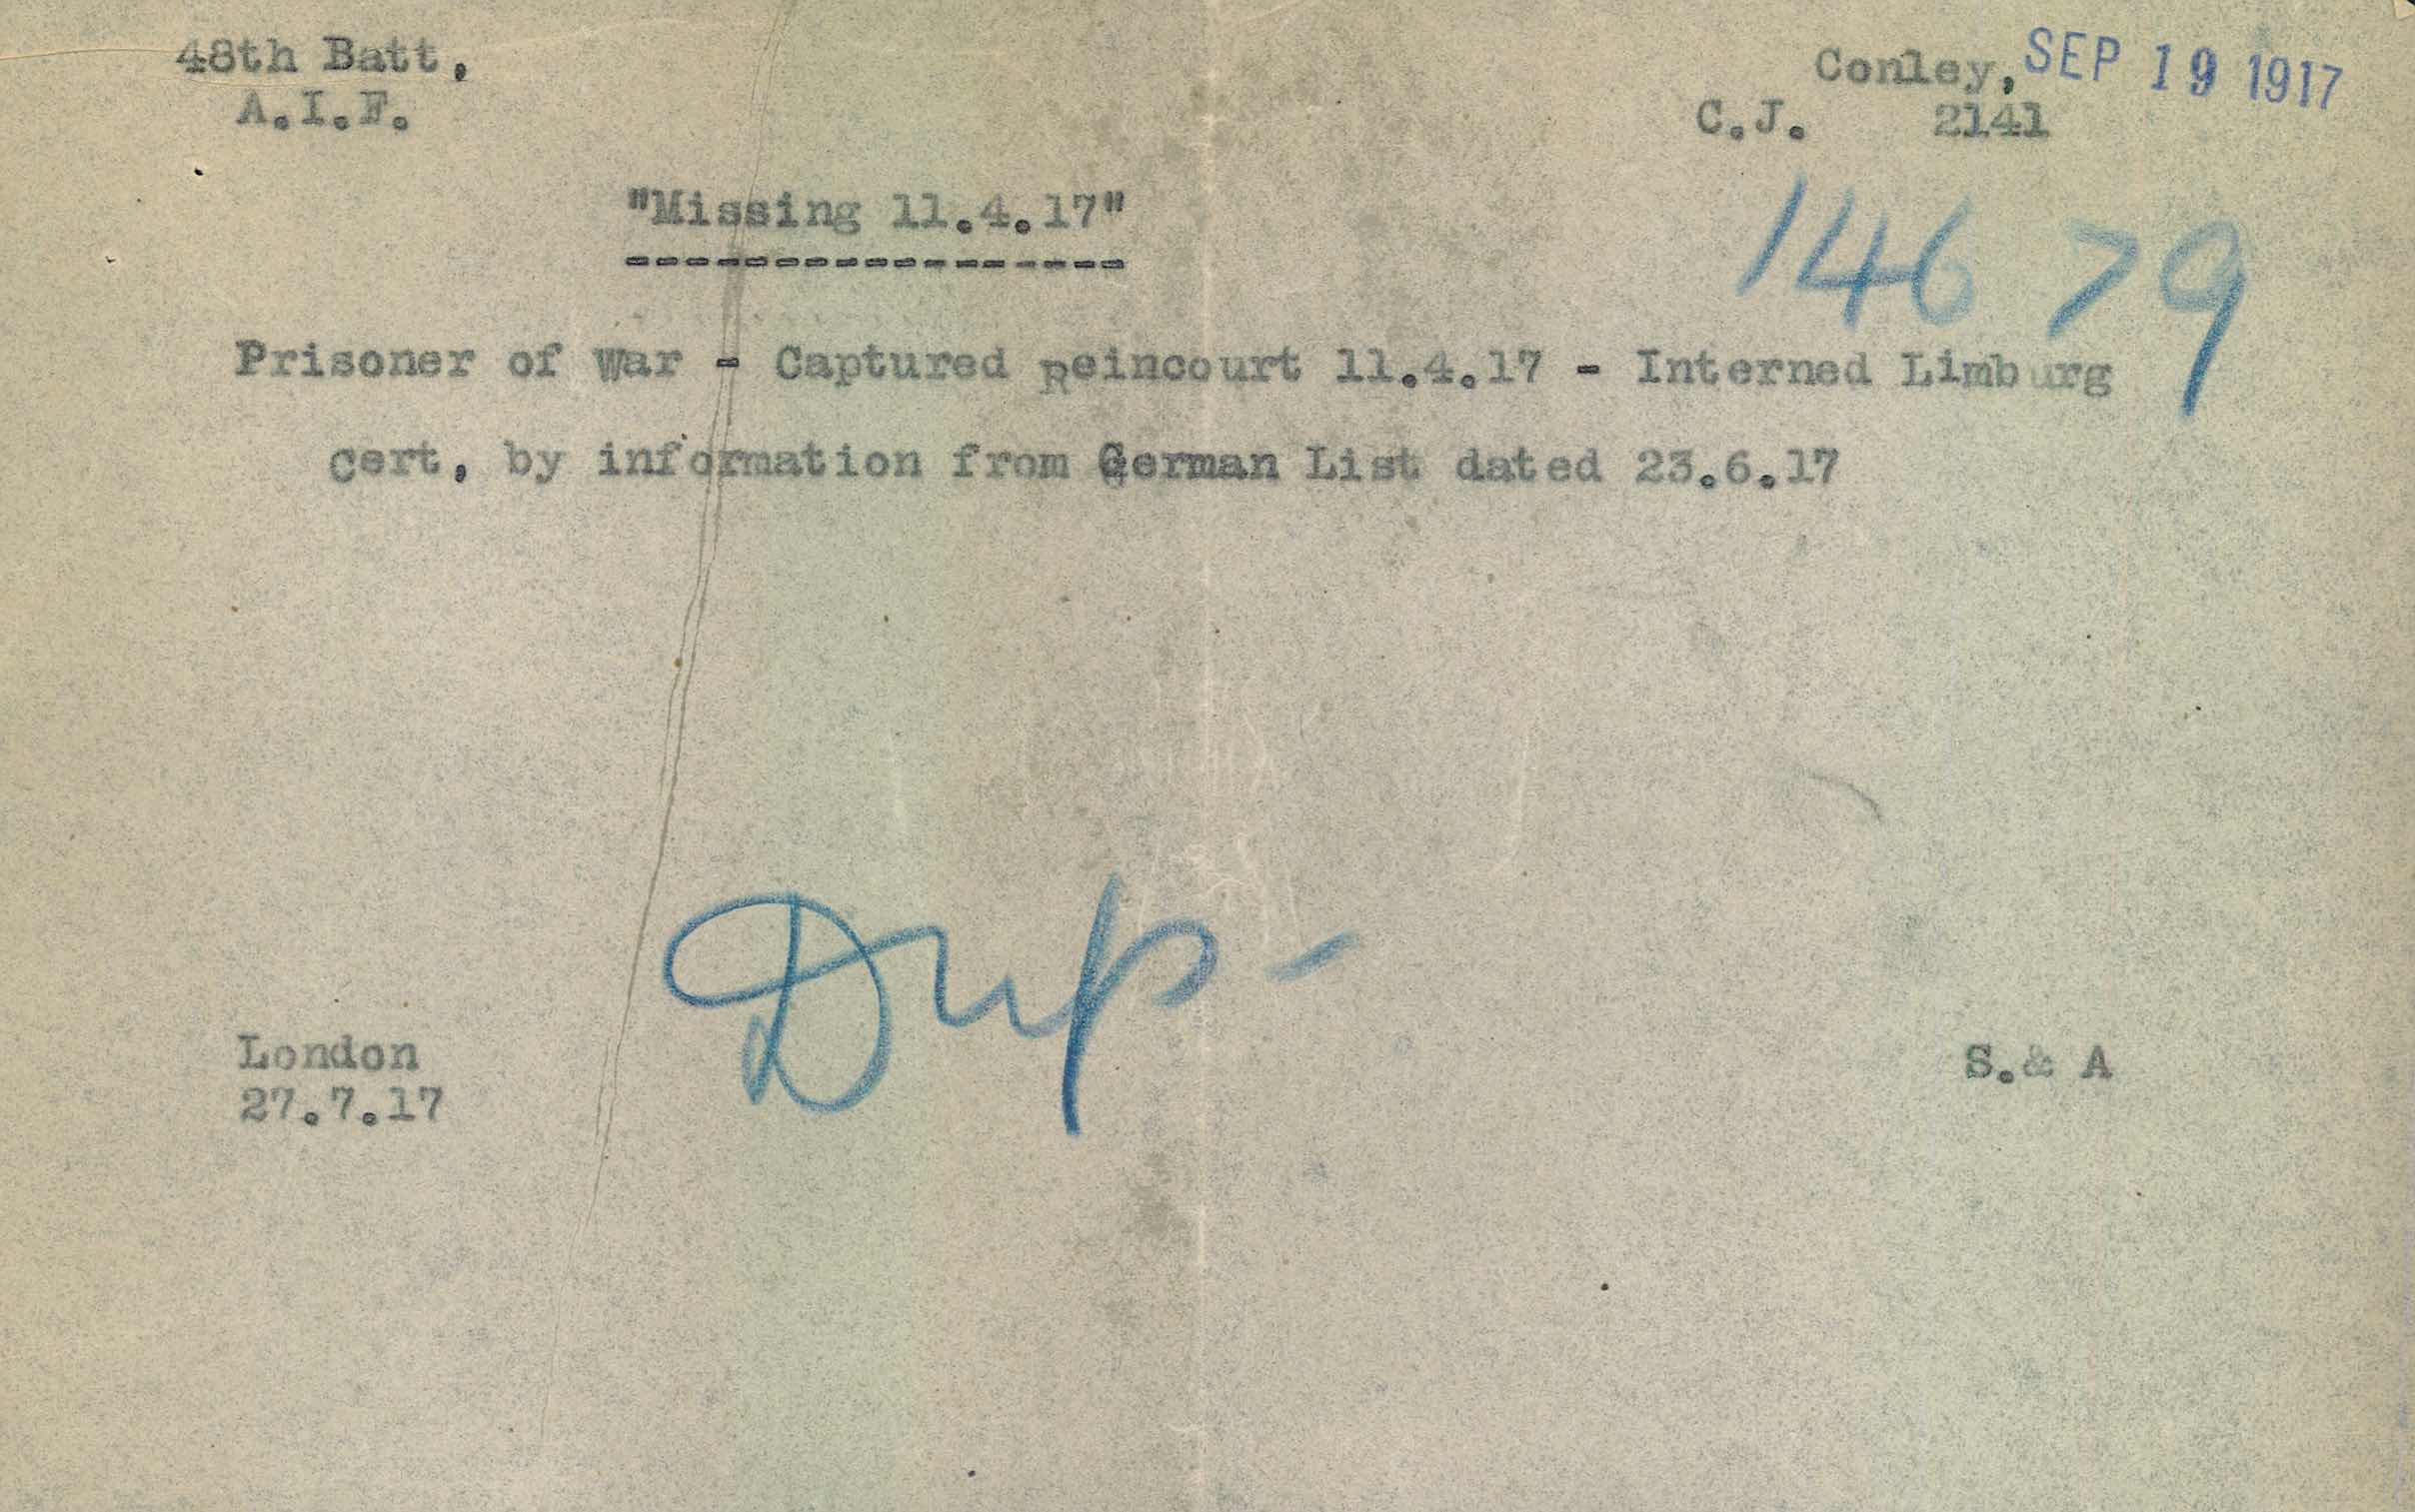 48th Batt,
A.I.F.
Conley, SEP 19 1917
C.J. 2141
14679
"Missing 11.4.17"
-----------------
Prisoner of War - Captured Reincourt 11.4.17 - Interned Limburg
cert, by information from German List dated 23.6.17
Dup-
London
27.7.17
S.& A